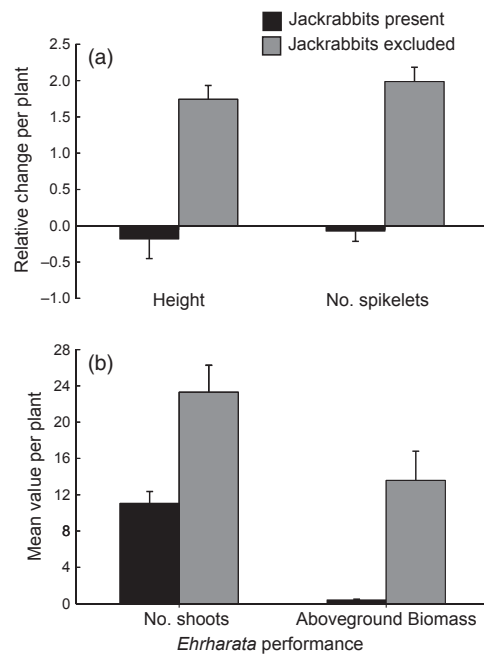 Jackrabbits present
Jackrabbits excluded
(a)
Relative change per plant
2.5
2.0
1.5
1.0
0.5
0.0
–0.5
–1.0
Height No. spikelets
(b)
Mean value per plant
28
24
20
16
12
8
4
0
No. shoots Aboveground Biomass
Ehrharata performance